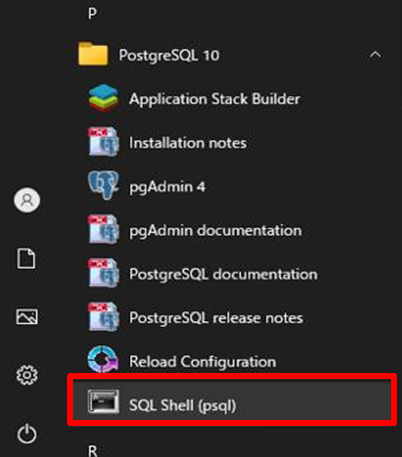 P
PostgreSQL 10
Application Stack Builder
Installation notes
pgAdmin 4
pgAdmin documentation
PostgreSQL documentation
PostgreSQL release notes
Reload Configuration
SQL Shell (psql)
R